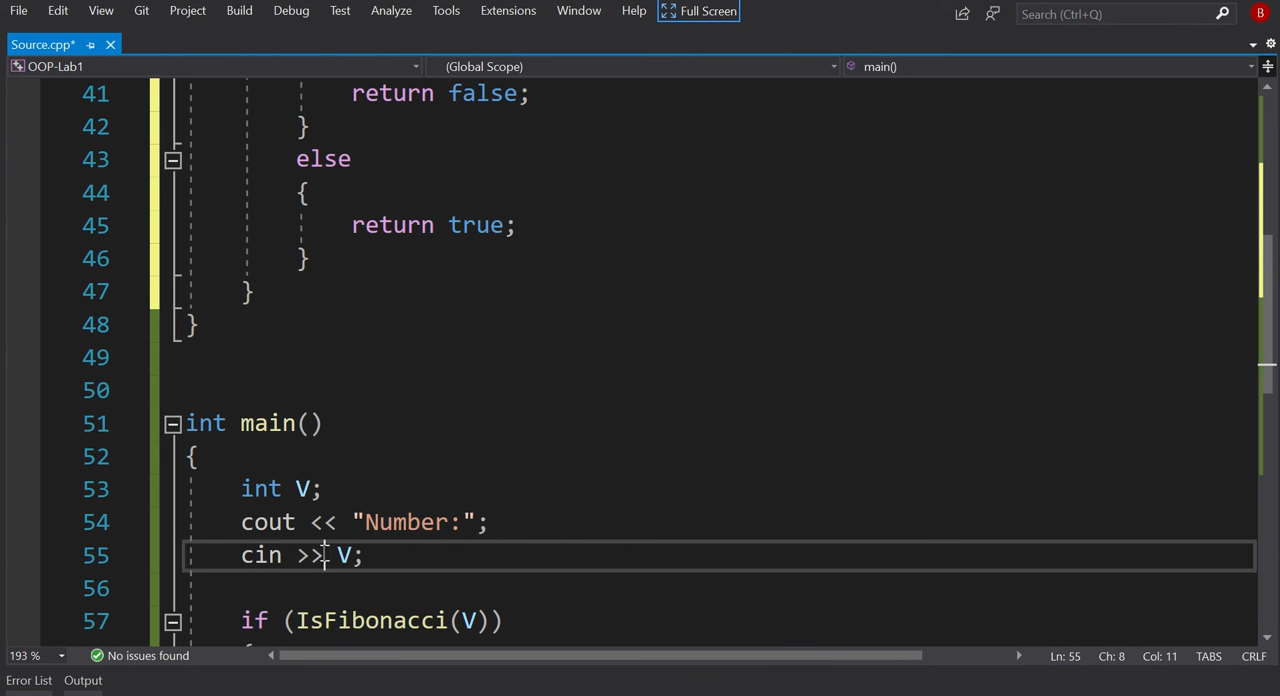 File Edit View Git Project Build Debug Test Analyze Tools Extensions Window Help Full Screen Search (Ctrl+Q) B
Source.cpp*
OOP-Lab1 (Global Scope) main()
41 return false;
42 }
43 else
44 {
45 return true;
46 }
47 }
48 }
49
50
51 int main()
52 {
53 int V;
54 cout << "Number:";
55 cin >> V;
56
57 if (IsFibonacci(V))
193 % No issues found Ln: 55 Ch: 8 Col: 11 TABS CRLF
Error List Output